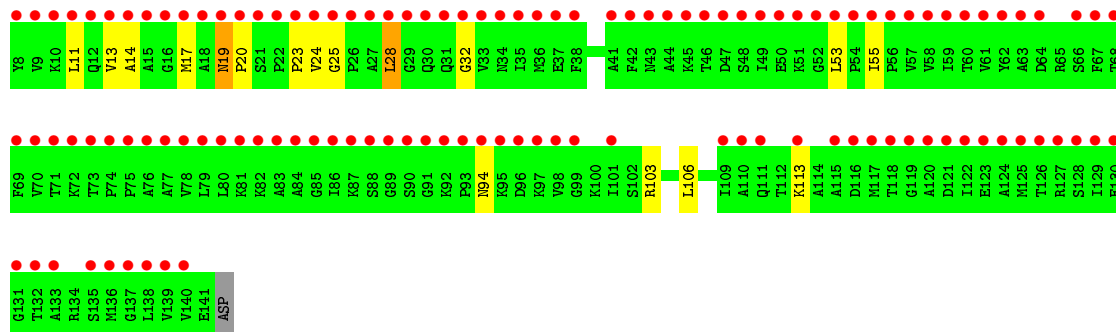 Y8 V9 K10 L11 Q12 V13 A14 A15 G16 M17 A18 N19 P20 S21 P22 P23 V24 G25 P26 A27 L28 G29 Q30 Q31 G32 V33 N34 I35 M36 E37 F38 A41 F42 N43 A44 K45 T46 D47 S48 I49 E50 K51 G52 L53 P54 I55 P56 V57 V58 I59 T60 V61 Y62 A63 D64 R65 S66 F67 T68
F69 V70 T71 K72 T73 P74 P75 A76 A77 V78 L79 L80 K81 K82 A83 A84 G85 I86 K87 S88 G89 S90 G91 K92 P93 N94 K95 D96 K97 V98 G99 K100 I101 S102 R103 L106 I109 A110 Q111 T112 K113 A114 A115 D116 M117 T118 G119 A120 D121 I122 E123 A124 M125 T126 R127 S128 I129 E130
G131 T132 A133 R134 S135 M136 G137 L138 V139 V140 E141 ASP